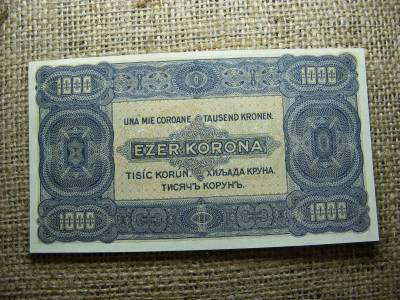 1000 1000
UNA MIE COROANE. TAUSEND KRONEN.
EZER KORONA
TISÍC KORUN. ХИЉАДА КРУНА.
ТИСЯЧЪ КОРУНЪ.
1000 1000